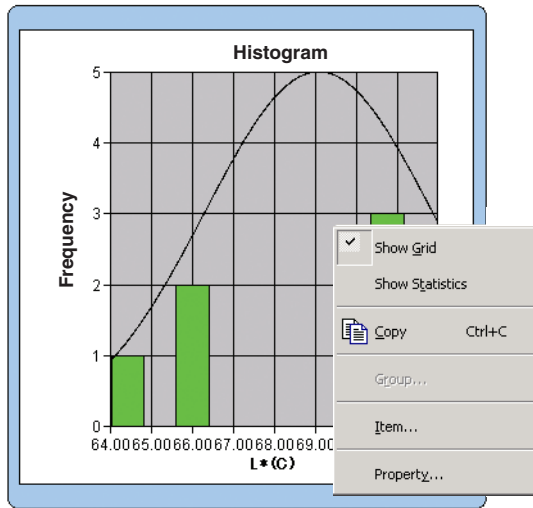 Histogram
Frequency
5
4
3
2
1
0
64.00 65.00 66.00 67.00 68.00 69.00
L*(C)
Show Grid
Show Statistics
Copy Ctrl+C
Group...
Item...
Property...